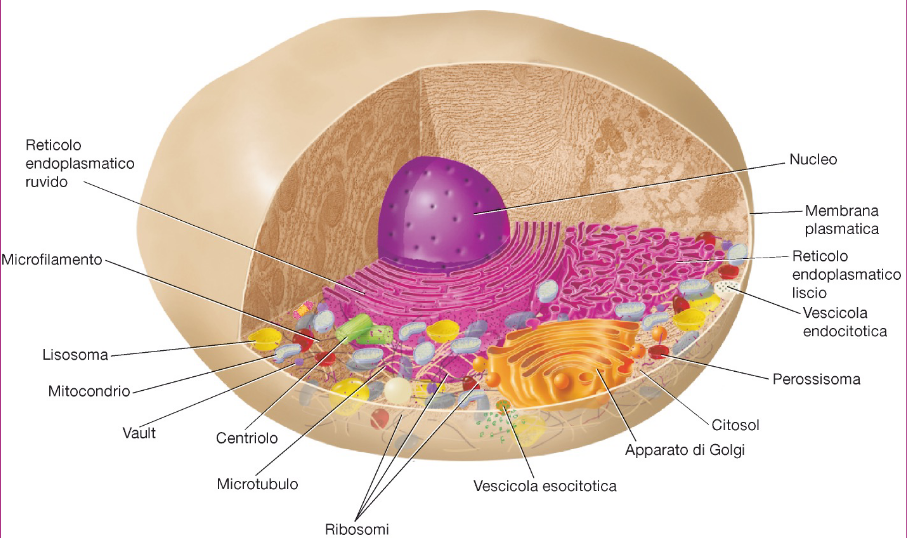 Reticolo
endoplasmatico
ruvido
Nucleo
Membrana
plasmatica
Microfilamento
Reticolo
endoplasmatico
liscio
Vescicola
endocitotica
Lisosoma
Perossisoma
Mitocondrio
Vault
Centriolo
Citosol
Apparato di Golgi
Microtubulo
Vescicola esocitotica
Ribosomi